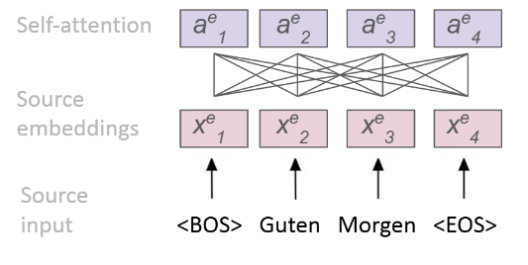 Self-attention a^e_1 a^e_2 a^e_3 a^e_4
Source
embeddings x^e_1 x^e_2 x^e_3 x^e_4
Source
input <BOS> Guten Morgen <EOS>